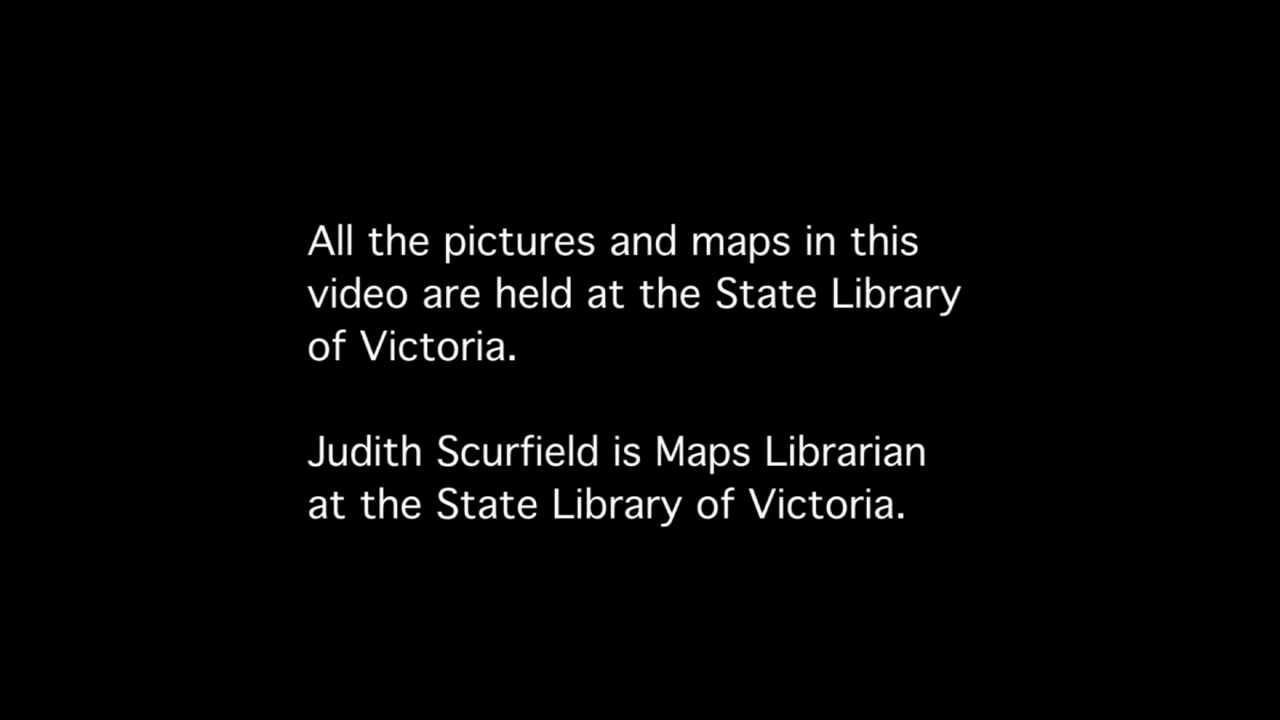 All the pictures and maps in this
video are held at the State Library
of Victoria.
Judith Scurfield is Maps Librarian
at the State Library of Victoria.